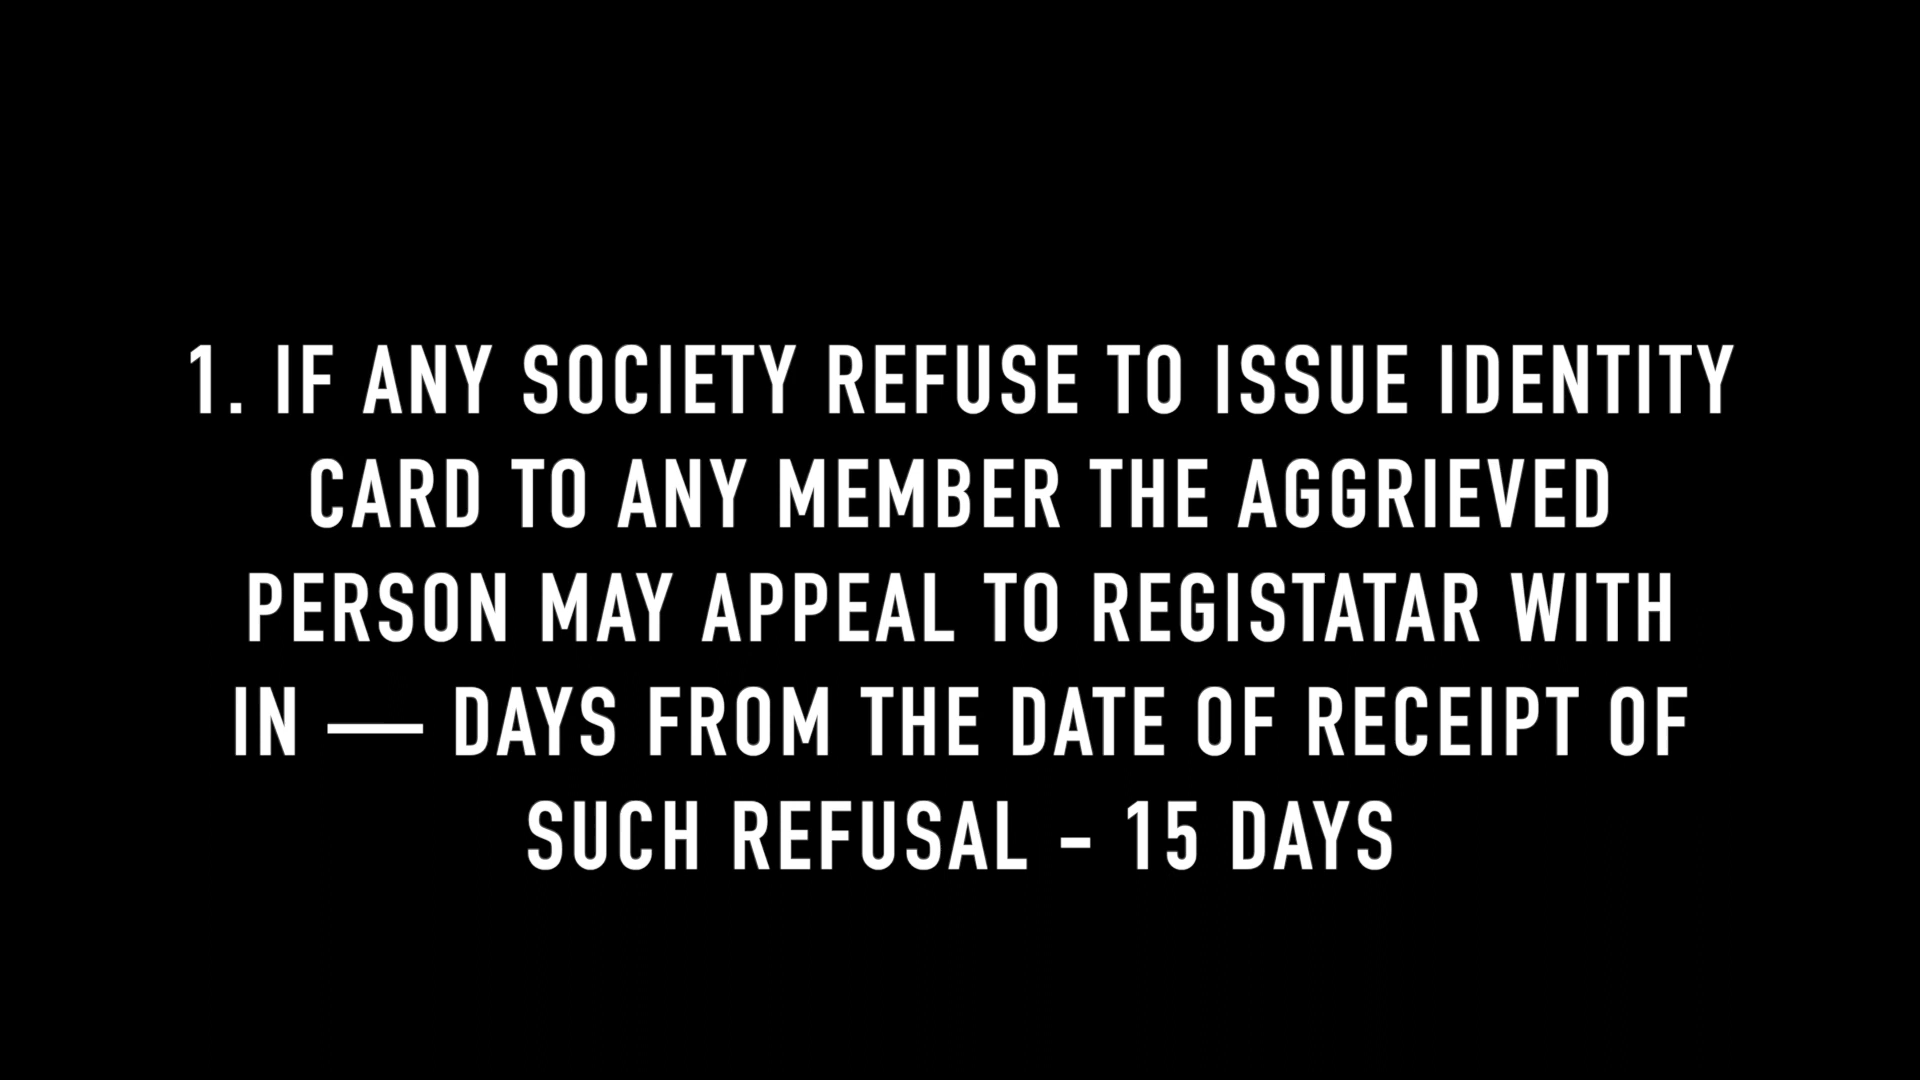 1. IF ANY SOCIETY REFUSE TO ISSUE IDENTITY
CARD TO ANY MEMBER THE AGGRIEVED
PERSON MAY APPEAL TO REGISTATAR WITH
IN — DAYS FROM THE DATE OF RECEIPT OF
SUCH REFUSAL - 15 DAYS